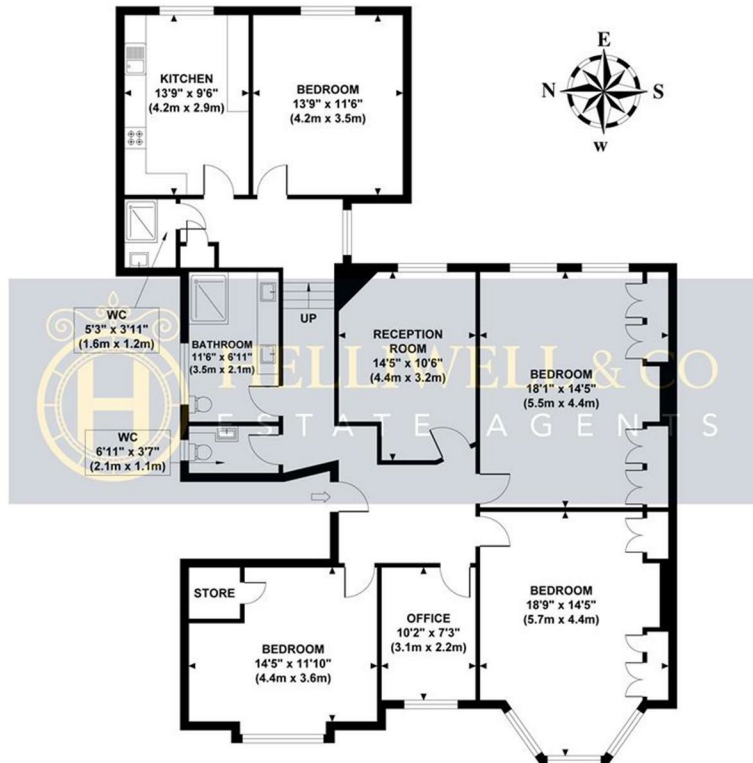 KITCHEN
13'9" x 9'6"
(4.2m x 2.9m)
BEDROOM
13'9" x 11'6"
(4.2m x 3.5m)
E
N
S
W
WC
5'3" x 3'11"
(1.6m x 1.2m)
BATHROOM
11'6" x 6'11"
(3.5m x 2.1m)
UP
RECEPTION
ROOM
14'5" x 10'6"
(4.4m x 3.2m)
BEDROOM
18'1" x 14'5"
(5.5m x 4.4m)
H
HELLIWELL & CO
ESTATE AGENTS
WC
6'11" x 3'7"
(2.1m x 1.1m)
STORE
BEDROOM
14'5" x 11'10"
(4.4m x 3.6m)
OFFICE
10'2" x 7'3"
(3.1m x 2.2m)
BEDROOM
18'9" x 14'5"
(5.7m x 4.4m)